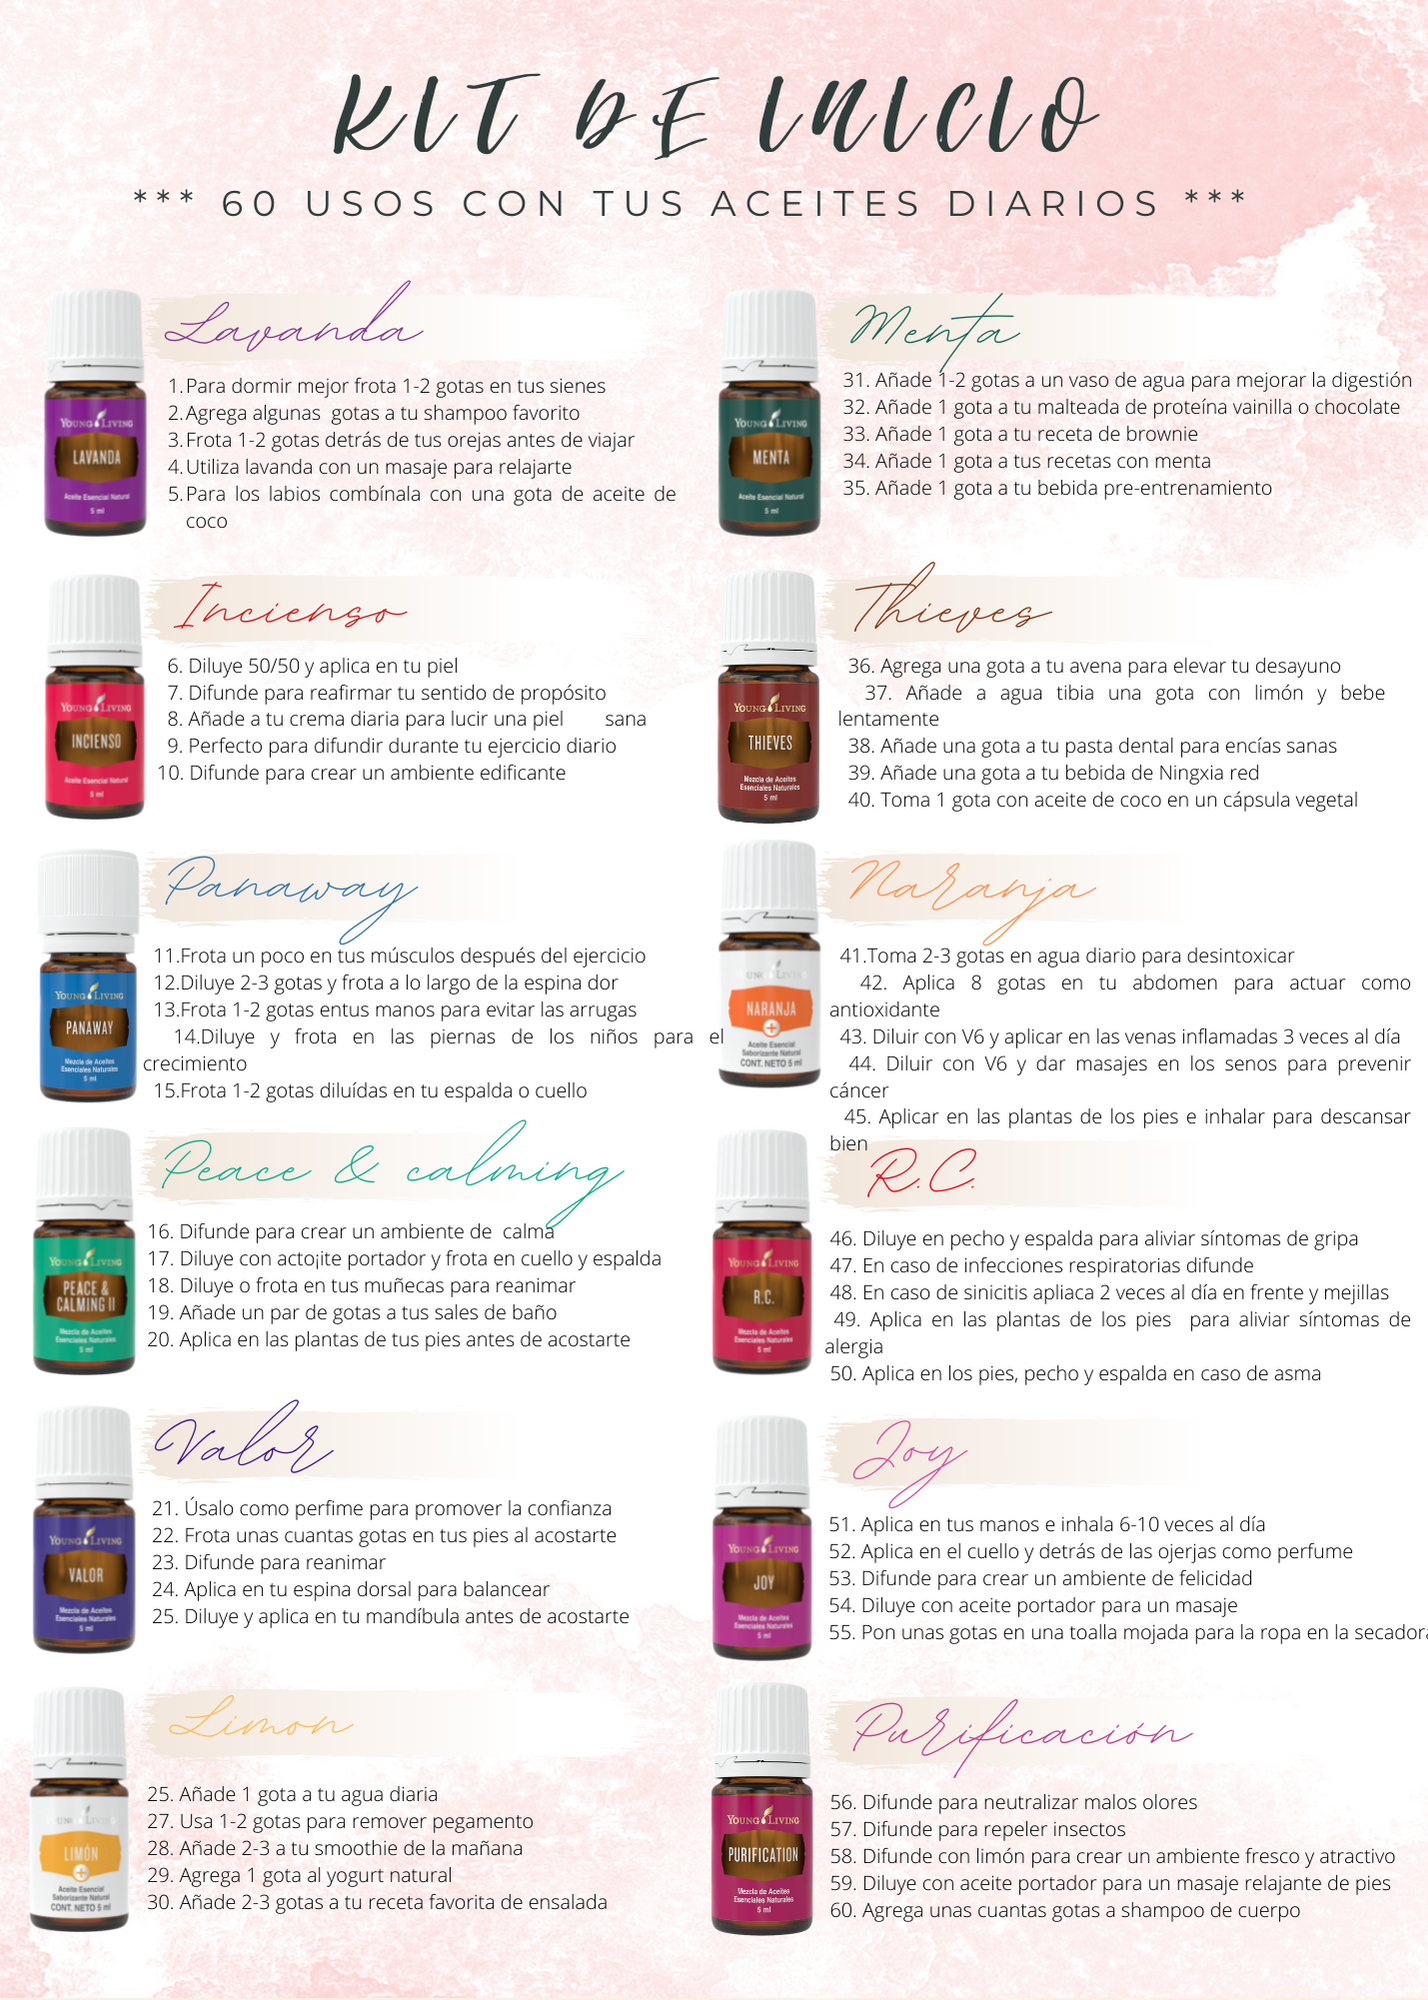 KIT DE INICIO
*** 60 USOS CON TUS ACEITES DIARIOS ***
Lavanda
YOUNG LIVING
LAVANDA
Aceite Esencial Natural
5 ml
1.Para dormir mejor frota 1-2 gotas en tus sienes
2.Agrega algunas gotas a tu shampoo favorito
3.Frota 1-2 gotas detrás de tus orejas antes de viajar
4.Utiliza lavanda con un masaje para relajarte
5.Para los labios combínala con una gota de aceite de
coco
Incienso
YOUNG LIVING
INCIENSO
Aceite Esencial Natural
5 ml
6. Diluye 50/50 y aplica en tu piel
7. Difunde para reafirmar tu sentido de propósito
8. Añade a tu crema diaria para lucir una piel sana
9. Perfecto para difundir durante tu ejercicio diario
10. Difunde para crear un ambiente edificante
Panaway
YOUNG LIVING
PANAWAY
Mezcla de Aceites
Esenciales Naturales
5 ml
11.Frota un poco en tus músculos después del ejercicio
12.Diluye 2-3 gotas y frota a lo largo de la espina dor
13.Frota 1-2 gotas entus manos para evitar las arrugas
14.Diluye y frota en las piernas de los niños para el
crecimiento
15.Frota 1-2 gotas diluídas en tu espalda o cuello
Peace & calming
YOUNG LIVING
PEACE &
CALMING II
Mezcla de Aceites
Esenciales Naturales
5 ml
16. Difunde para crear un ambiente de calma
17. Diluye con acto¡ite portador y frota en cuello y espalda
18. Diluye o frota en tus muñecas para reanimar
19. Añade un par de gotas a tus sales de baño
20. Aplica en las plantas de tus pies antes de acostarte
Valor
YOUNG LIVING
VALOR
Mezcla de Aceites
Esenciales Naturales
5 ml
21. Úsalo como perfime para promover la confianza
22. Frota unas cuantas gotas en tus pies al acostarte
23. Difunde para reanimar
24. Aplica en tu espina dorsal para balancear
25. Diluye y aplica en tu mandíbula antes de acostarte
Limon
LIMÓN
Aceite Esencial
Saborizante Natural
CONT. NETO 5 ml
25. Añade 1 gota a tu agua diaria
27. Usa 1-2 gotas para remover pegamento
28. Añade 2-3 a tu smoothie de la mañana
29. Agrega 1 gota al yogurt natural
30. Añade 2-3 gotas a tu receta favorita de ensalada
Menta
YOUNG LIVING
MENTA
Aceite Esencial Natural
5 ml
31. Añade 1-2 gotas a un vaso de agua para mejorar la digestión
32. Añade 1 gota a tu malteada de proteína vainilla o chocolate
33. Añade 1 gota a tu receta de brownie
34. Añade 1 gota a tus recetas con menta
35. Añade 1 gota a tu bebida pre-entrenamiento
Thieves
YOUNG LIVING
THIEVES
Mezcla de Aceites
Esenciales Naturales
5 ml
36. Agrega una gota a tu avena para elevar tu desayuno
37. Añade a agua tibia una gota con limón y bebe
lentamente
38. Añade una gota a tu pasta dental para encías sanas
39. Añade una gota a tu bebida de Ningxia red
40. Toma 1 gota con aceite de coco en un cápsula vegetal
Naranja
NARANJA
Aceite Esencial
Saborizante Natural
CONT. NETO 5 ml
41.Toma 2-3 gotas en agua diario para desintoxicar
42. Aplica 8 gotas en tu abdomen para actuar como
antioxidante
43. Diluir con V6 y aplicar en las venas inflamadas 3 veces al día
44. Diluir con V6 y dar masajes en los senos para prevenir
cáncer
45. Aplicar en las plantas de los pies e inhalar para descansar
bien
R.C.
YOUNG LIVING
R.C.
Mezcla de Aceites
Esenciales Naturales
5 ml
46. Diluye en pecho y espalda para aliviar síntomas de gripa
47. En caso de infecciones respiratorias difunde
48. En caso de sinicitis apliaca 2 veces al día en frente y mejillas
49. Aplica en las plantas de los pies para aliviar síntomas de
alergia
50. Aplica en los pies, pecho y espalda en caso de asma
Joy
YOUNG LIVING
JOY
Mezcla de Aceites
Esenciales Naturales
5 ml
51. Aplica en tus manos e inhala 6-10 veces al día
52. Aplica en el cuello y detrás de las ojerjas como perfume
53. Difunde para crear un ambiente de felicidad
54. Diluye con aceite portador para un masaje
55. Pon unas gotas en una toalla mojada para la ropa en la secadora
Purificación
YOUNG LIVING
PURIFICATION
Mezcla de Aceites
Esenciales Naturales
5 ml
56. Difunde para neutralizar malos olores
57. Difunde para repeler insectos
58. Difunde con limón para crear un ambiente fresco y atractivo
59. Diluye con aceite portador para un masaje relajante de pies
60. Agrega unas cuantas gotas a shampoo de cuerpo